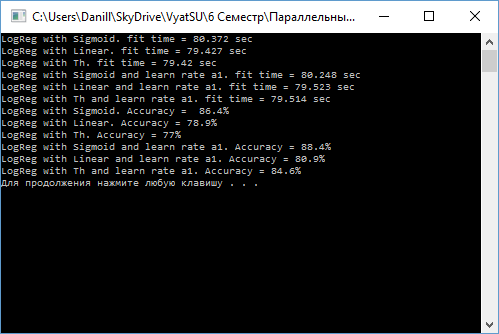 C:\Users\Danill\SkyDrive\VyatSU\6 Семестр\Параллельны...
LogReg with Sigmoid. fit time = 80.372 sec
LogReg with Linear. fit time = 79.427 sec
LogReg with Th. fit time = 79.42 sec
LogReg with Sigmoid and learn rate a1. fit time = 80.248 sec
LogReg with Linear and learn rate a1. fit time = 79.523 sec
LogReg with Th and learn rate a1. fit time = 79.514 sec
LogReg with Sigmoid. Accuracy =  86.4%
LogReg with Linear. Accuracy = 78.9%
LogReg with Th. Accuracy = 77%
LogReg with Sigmoid and learn rate a1. Accuracy = 88.4%
LogReg with Linear and learn rate a1. Accuracy = 80.9%
LogReg with Th and learn rate a1. Accuracy = 84.6%
Для продолжения нажмите любую клавишу . . .